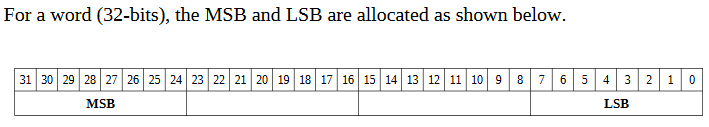 For a word (32-bits), the MSB and LSB are allocated as shown below.
31 30 29 28 27 26 25 24 23 22 21 20 19 18 17 16 15 14 13 12 11 10 9 8 7 6 5 4 3 2 1 0
MSB LSB